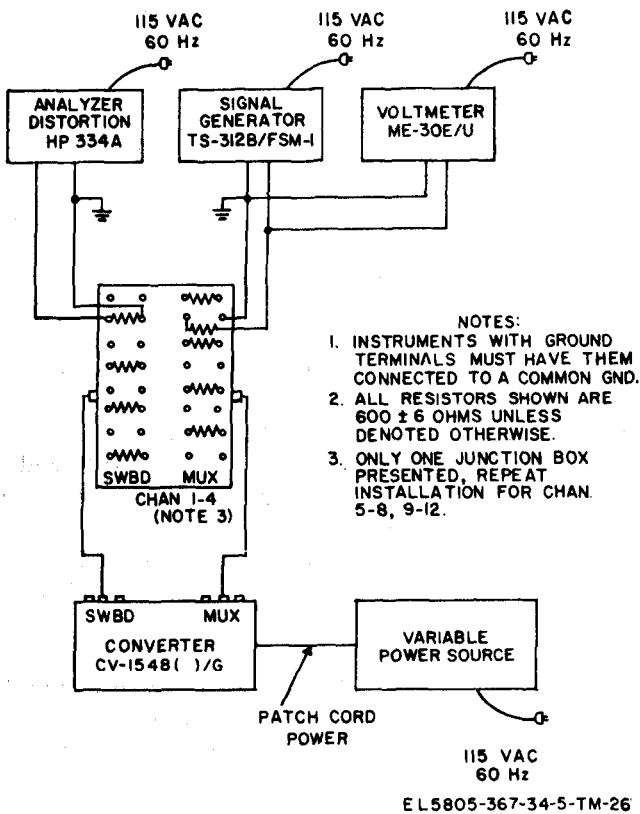 115 VAC
60 Hz
115 VAC
60 Hz
115 VAC
60 Hz
ANALYZER
DISTORTION
HP 334A
SIGNAL
GENERATOR
TS-312B/FSM-1
VOLTMETER
ME-30E/U
NOTES:
1. INSTRUMENTS WITH GROUND
TERMINALS MUST HAVE THEM
CONNECTED TO A COMMON GND.
2. ALL RESISTORS SHOWN ARE
600 ± 6 OHMS UNLESS
DENOTED OTHERWISE.
3. ONLY ONE JUNCTION BOX
PRESENTED, REPEAT
INSTALLATION FOR CHAN.
5-8, 9-12.
SWBD MUX
CHAN 1-4
(NOTE 3)
SWBD MUX
CONVERTER
CV-1548( )/G
VARIABLE
POWER SOURCE
PATCH CORD
POWER
115 VAC
60 Hz
EL5805-367-34-5-TM-26